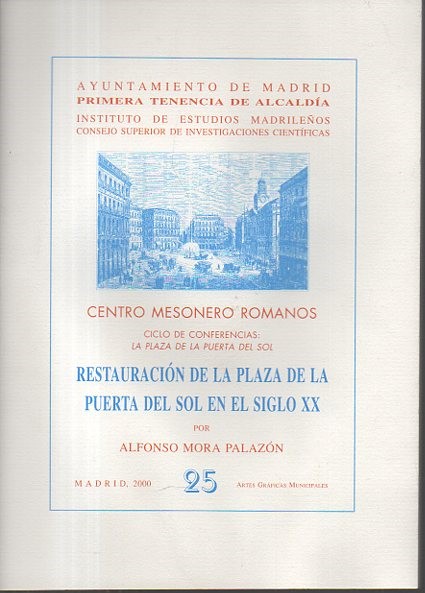 AYUNTAMIENTO DE MADRID
PRIMERA TENENCIA DE ALCALDÍA
INSTITUTO DE ESTUDIOS MADRILEÑOS
CONSEJO SUPERIOR DE INVESTIGACIONES CIENTÍFICAS
CENTRO MESONERO ROMANOS
CICLO DE CONFERENCIAS:
LA PLAZA DE LA PUERTA DEL SOL
RESTAURACIÓN DE LA PLAZA DE LA
PUERTA DEL SOL EN EL SIGLO XX
POR
ALFONSO MORA PALAZÓN
MADRID, 2000 25 ARTES GRÁFICAS MUNICIPALES